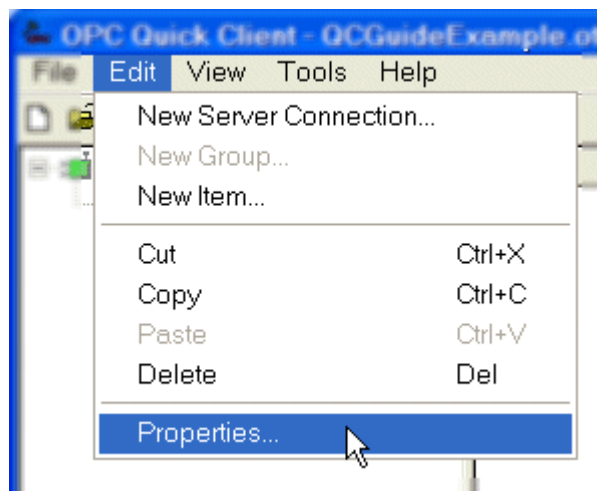 OPC Quick Client - QCGuideExample.ot
File Edit View Tools Help
New Server Connection...
New Group...
New Item...
Cut Ctrl+X
Copy Ctrl+C
Paste Ctrl+V
Delete Del
Properties...